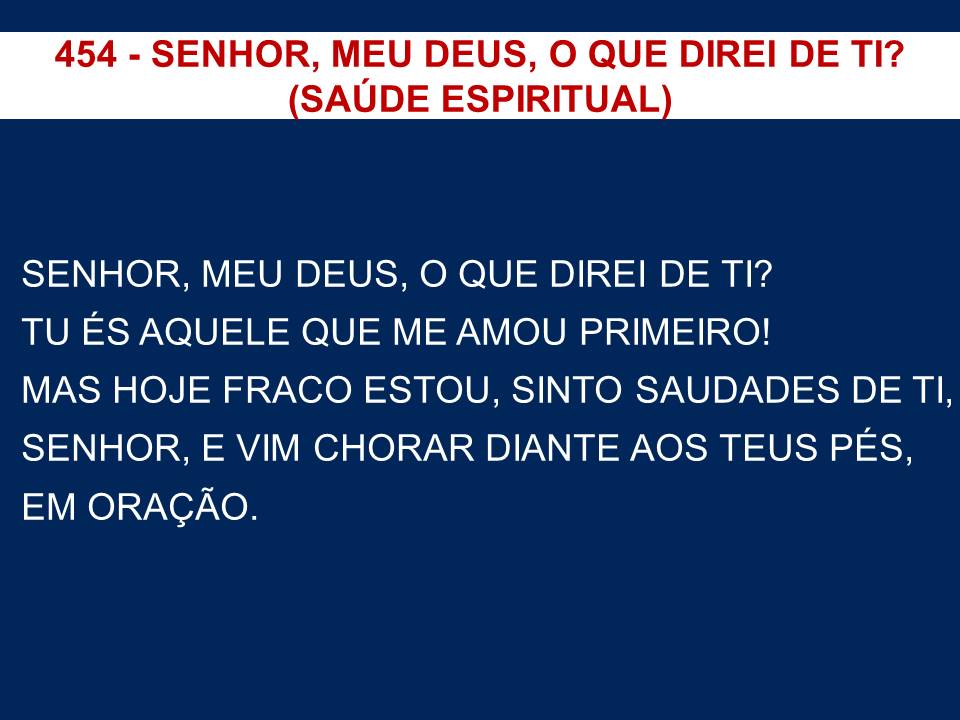 454 - SENHOR, MEU DEUS, O QUE DIREI DE TI?
(SAÚDE ESPIRITUAL)
SENHOR, MEU DEUS, O QUE DIREI DE TI?
TU ÉS AQUELE QUE ME AMOU PRIMEIRO!
MAS HOJE FRACO ESTOU, SINTO SAUDADES DE TI,
SENHOR, E VIM CHORAR DIANTE AOS TEUS PÉS,
EM ORAÇÃO.